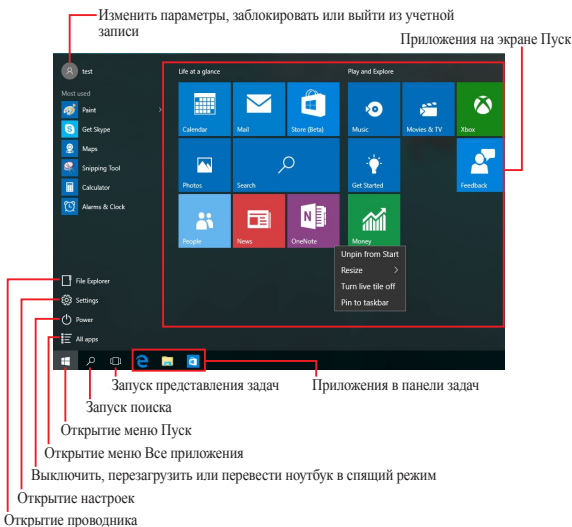 Изменить параметры, заблокировать или выйти из учетной
записи
Приложения на экране Пуск
test
Life at a glance
Play and Explore
Most used
Paint
Get Skype
Maps
Snipping Tool
Calculator
Alarms & Clock
Calendar
Mail
Store (Beta)
Music
Movies & TV
Xbox
Photos
Search
Get Started
Feedback
People
News
OneNote
Money
Unpin from Start
Resize
Turn live tile off
Pin to taskbar
File Explorer
Settings
Power
All apps
Запуск представления задач
Приложения в панели задач
Запуск поиска
Открытие меню Пуск
Открытие меню Все приложения
Выключить, перезагрузить или перевести ноутбук в спящий режим
Открытие настроек
Открытие проводника